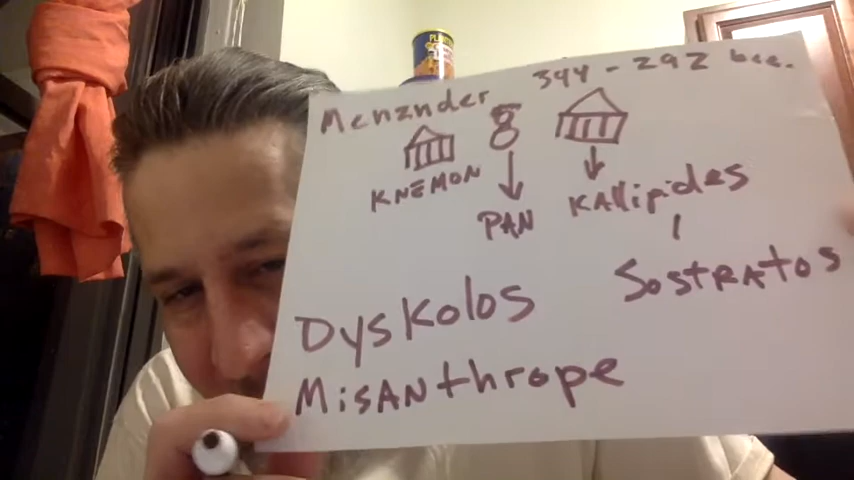 Menander 344-292 bce.
KNEMON PAN KAllipides
Sostratos
Dyskolos
MisANthrope